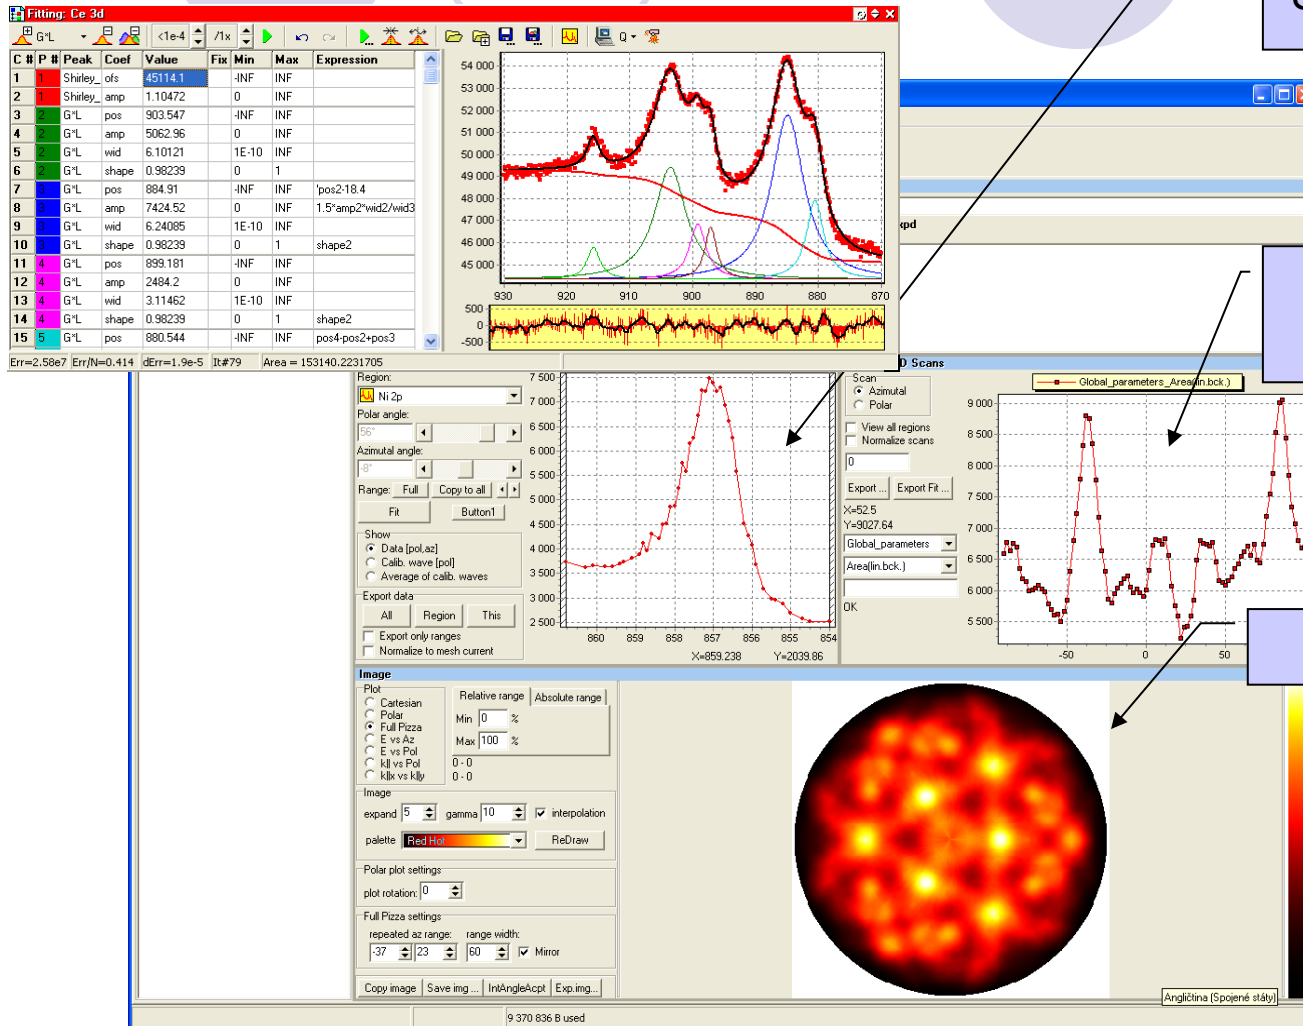 Fitting: Ce 3d
G*L <1e-4 /1x Q
C # P # Peak Coef Value Fix Min Max Expression
1 1 Shirley_ ofs 45114.1 -INF INF
2 1 Shirley_ amp 1.10472 0 INF
3 2 G*L pos 903.547 -INF INF
4 2 G*L amp 5062.96 0 INF
5 2 G*L wid 6.10121 1E-10 INF
6 2 G*L shape 0.98239 0 1
7 3 G*L pos 884.91 -INF INF 'pos2-18.4
8 3 G*L amp 7424.52 0 INF 1.5*amp2*wid2/wid3
9 3 G*L wid 6.24085 1E-10 INF
10 3 G*L shape 0.98239 0 1 shape2
11 4 G*L pos 899.181 -INF INF
12 4 G*L amp 2484.2 0 INF
13 4 G*L wid 3.11462 1E-10 INF
14 4 G*L shape 0.98239 0 1 shape2
15 5 G*L pos 880.544 -INF INF pos4-pos2+pos3
54 000
53 000
52 000
51 000
50 000
49 000
48 000
47 000
46 000
45 000
930 920 910 900 890 880 870
500
0
-500
Err=2.58e7 Err/N=0.414 dErr=1.9e-5 It#79 Area = 153140.2231705
xpd
Region:
Ni 2p
Polar angle:
56°
Azimutal angle:
-8°
Range: Full Copy to all
Fit Button1
Show
Data [pol,az]
Calib. wave [pol]
Average of calib. waves
Export data
All Region This
Export only ranges
Normalize to mesh current
7 500
7 000
6 500
6 000
5 500
5 000
4 500
4 000
3 500
3 000
2 500
860 859 858 857 856 855 854
X=859.238 Y=2039.86
D Scans
Scan
Azimutal
Polar
View all regions
Normalize scans
0
Export ... Export Fit ...
X=52.5
Y=9027.64
Global_parameters
Area(lin.bck.)
OK
Global_parameters_Area(lin.bck.)
9 000
8 000
7 000
6 000
5 500
-50 0 50
Image
Plot
Cartesian
Polar
Full Pizza
E vs Az
E vs Pol
k|| vs Pol
k||x vs k||y
Relative range Absolute range
Min 0 %
Max 100 %
0 - 0
0 - 0
Image
expand 5 gamma 10 interpolation
palette Red Hot ReDraw
Polar plot settings
plot rotation: 0
Full Pizza settings
repeated az range: range width:
-37 23 60 Mirror
Copy image Save img ... IntAngleAcpt Exp.img...
Angličtina (Spojené státy)
9 370 836 B used